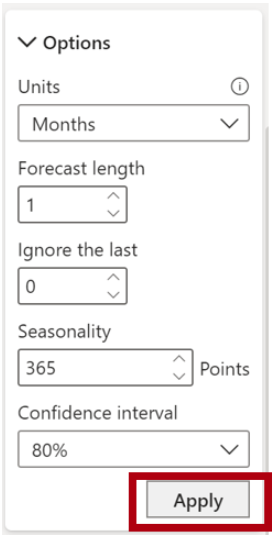 Options
Units
Months
Forecast length
1
Ignore the last
0
Seasonality
365 Points
Confidence interval
80%
Apply